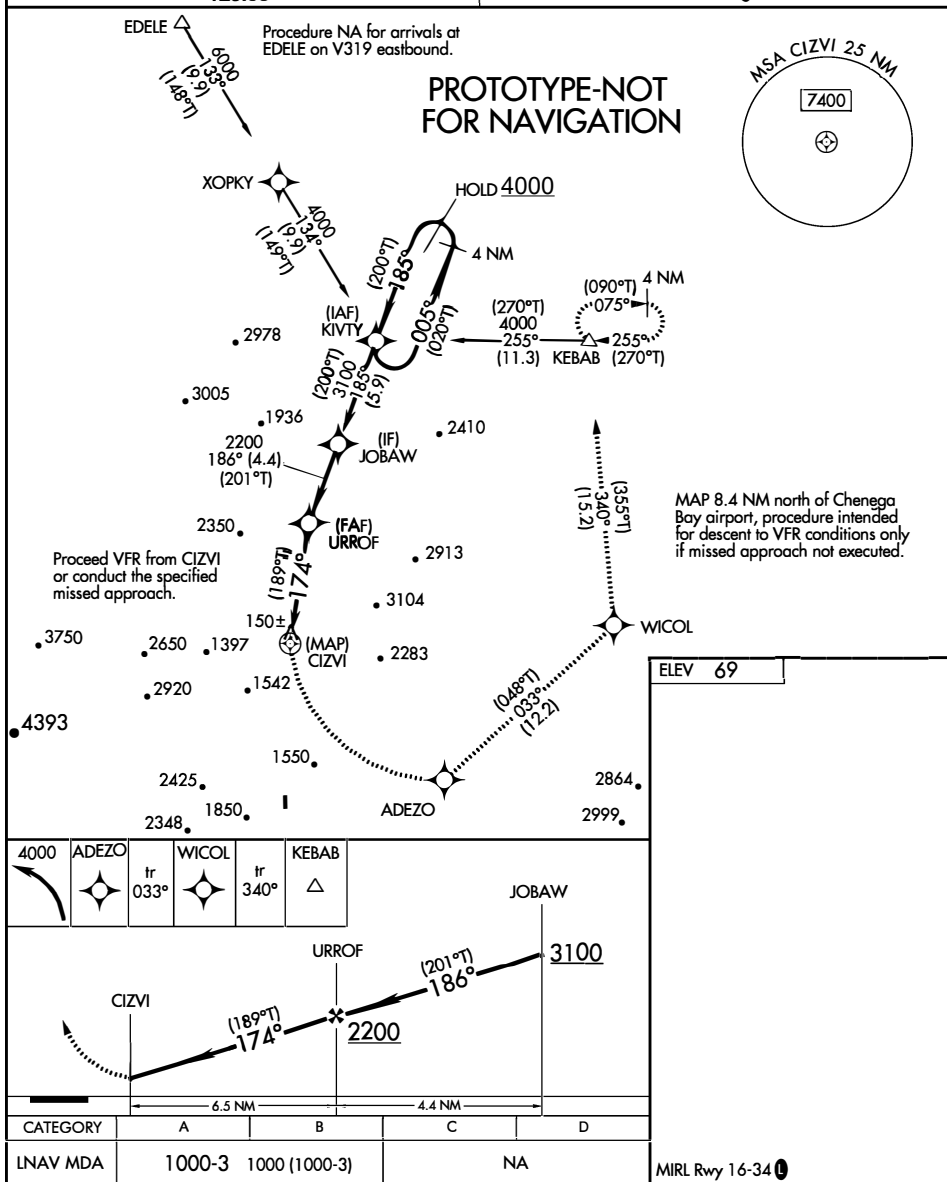 EDELE
Procedure NA for arrivals at
EDELE on V319 eastbound.
6000
133°
(9.9)
(148°T)
PROTOTYPE-NOT
FOR NAVIGATION
MSA CIZVI 25 NM
7400
XOPKY
HOLD 4000
4000
134°
(9.9)
(149°T)
4 NM
(200°T)
185°
005°
(020°T)
(IAF)
KIVTY
(270°T)
4000
255°
(11.3)
(090°T)
075°
4 NM
KEBAB
255°
(270°T)
2978
(200°T)
3100
185°
(5.9)
3005
1936
2410
2200
186° (4.4)
(201°T)
(IF)
JOBAW
(355°T)
340°
(15.2)
MAP 8.4 NM north of Chenega
Bay airport, procedure intended
for descent to VFR conditions only
if missed approach not executed.
2350
(FAF)
URROF
2913
Proceed VFR from CIZVI
or conduct the specified
missed approach.
(189°T)
174°
3104
150±
(MAP)
CIZVI
WICOL
3750
2650
1397
2283
ELEV 69
2920
1542
(048°T)
033°
(12.2)
4393
1550
2425
ADEZO
2864
1850
2348
2999
4000
ADEZO
tr
033°
WICOL
tr
340°
KEBAB
JOBAW
URROF
(201°T)
186°
3100
CIZVI
(189°T)
174°
2200
6.5 NM
4.4 NM
CATEGORY A B C D
LNAV MDA 1000-3 1000 (1000-3) NA
MIRL Rwy 16-34 L